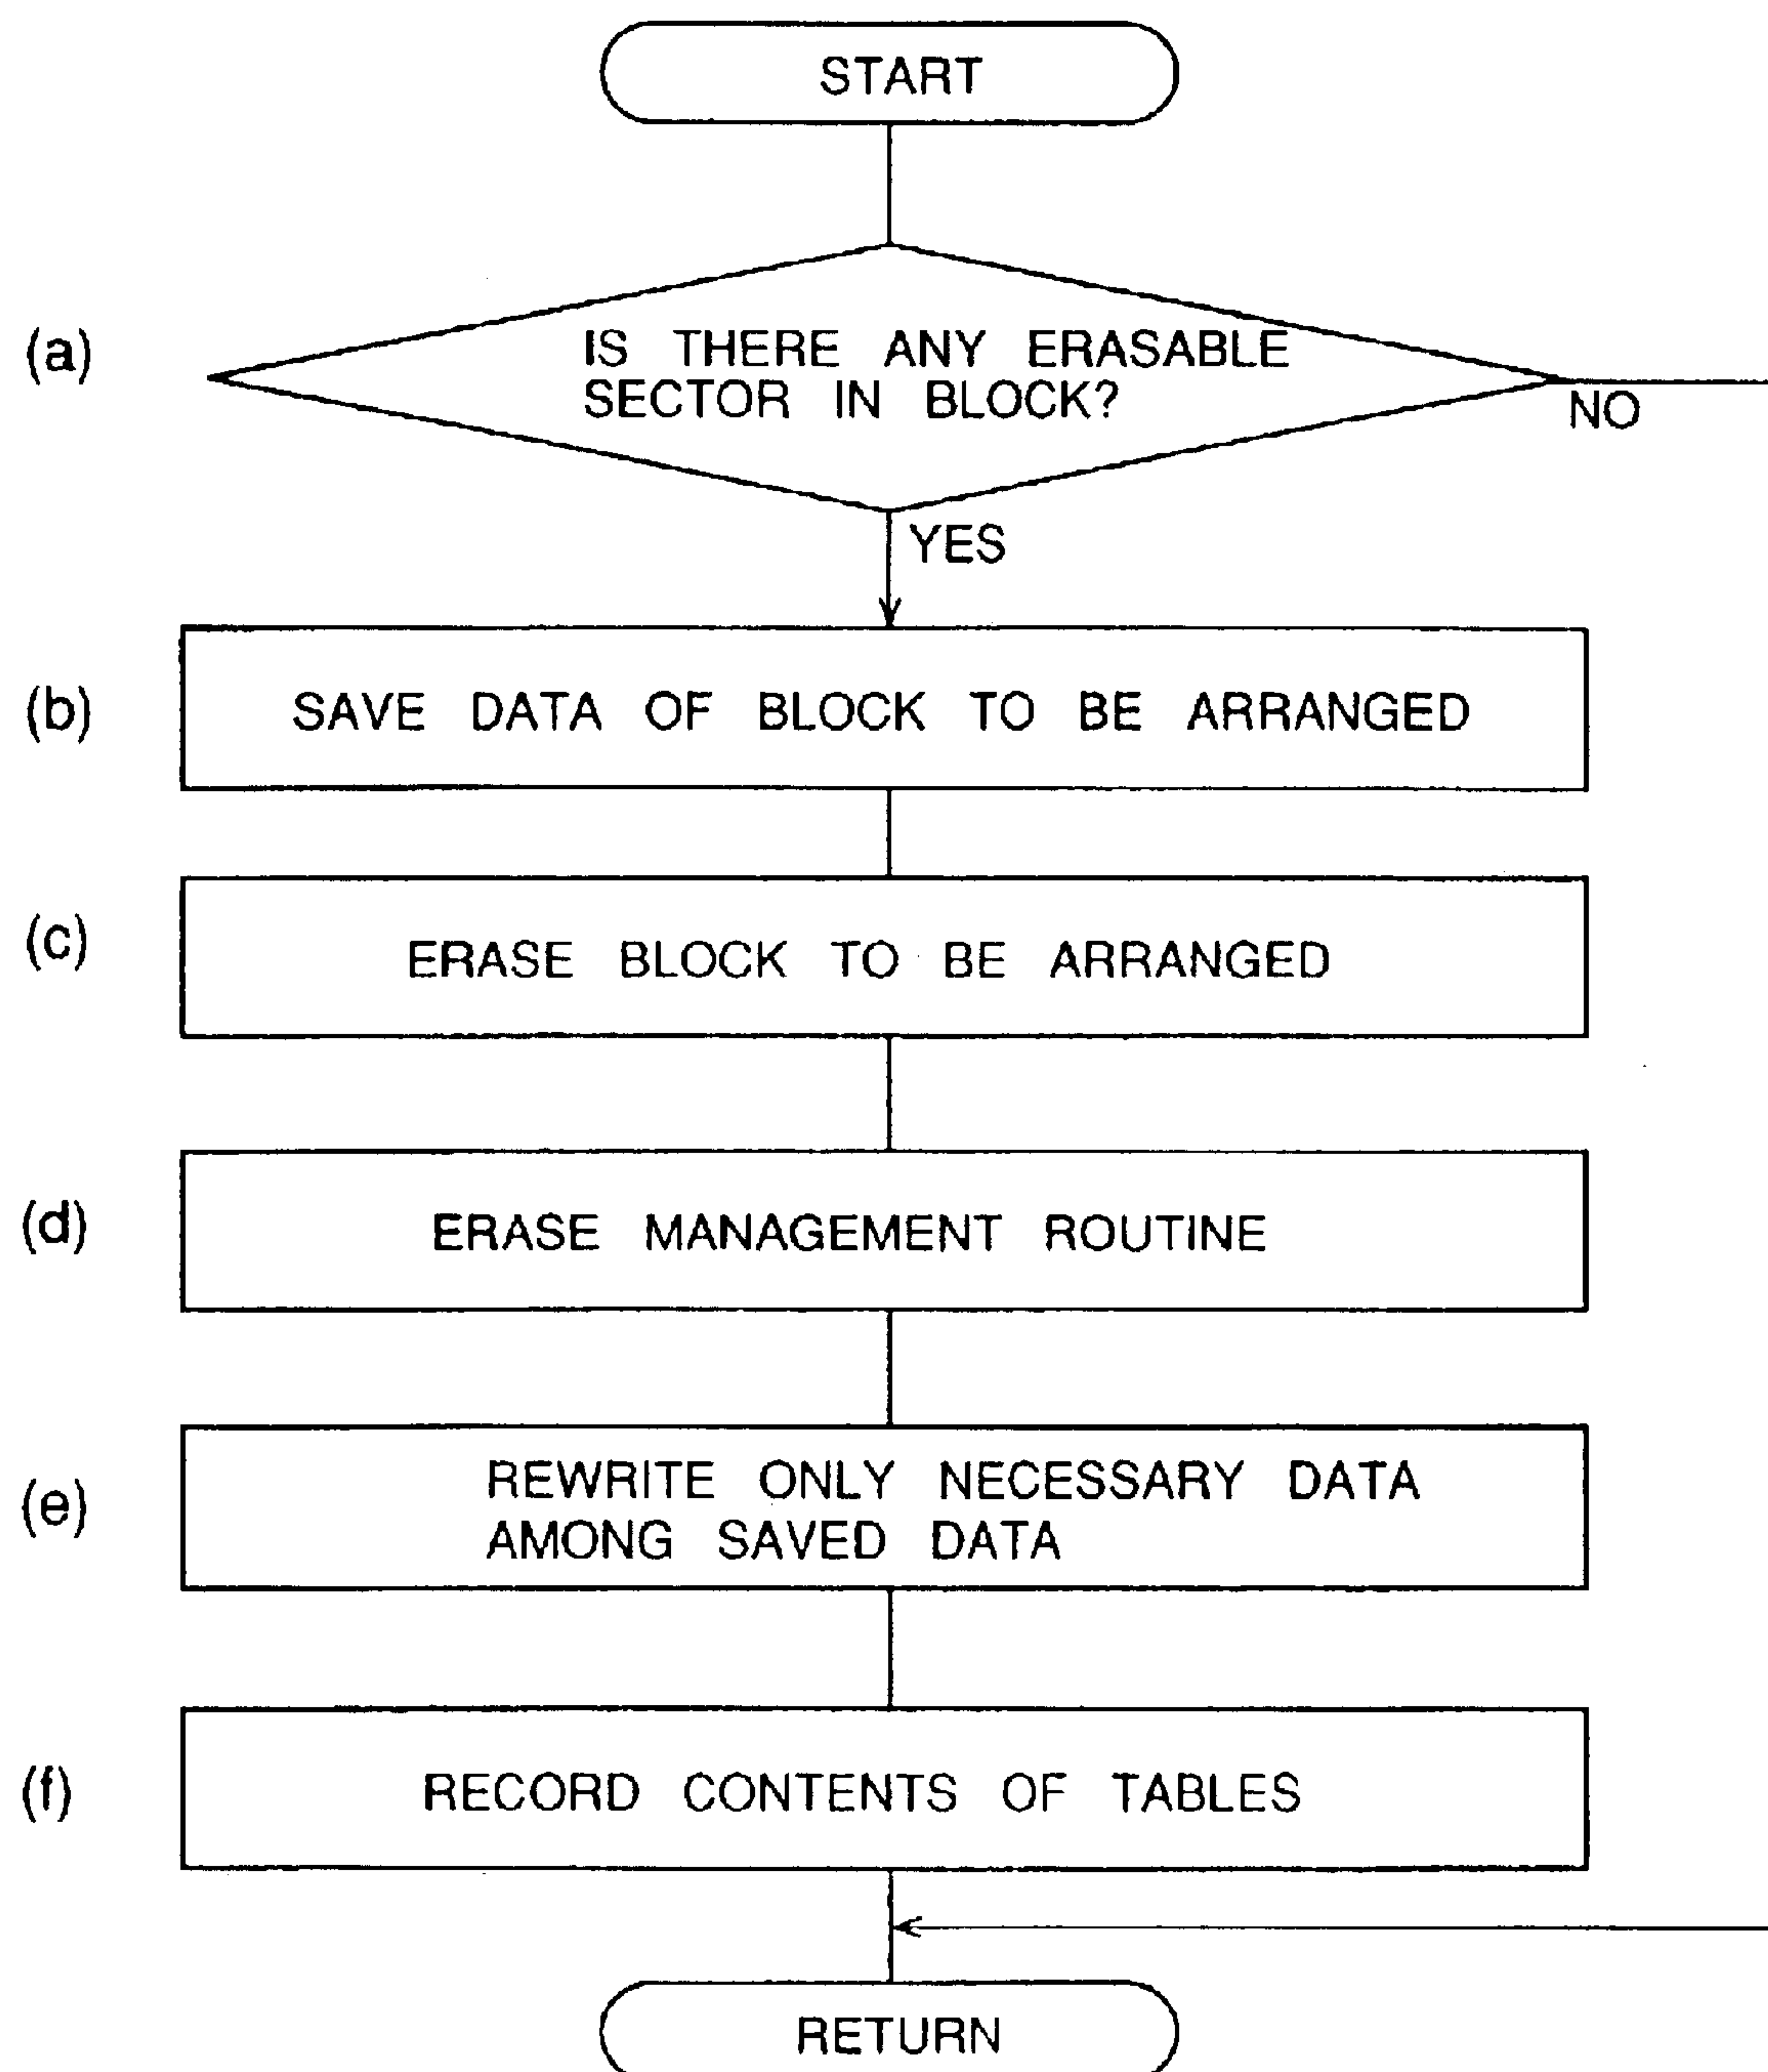 START
(a)
IS THERE ANY ERASABLE
SECTOR IN BLOCK?
NO
YES
(b)
SAVE DATA OF BLOCK TO BE ARRANGED
(c)
ERASE BLOCK TO BE ARRANGED
(d)
ERASE MANAGEMENT ROUTINE
(e)
REWRITE ONLY NECESSARY DATA
AMONG SAVED DATA
(f)
RECORD CONTENTS OF TABLES
RETURN